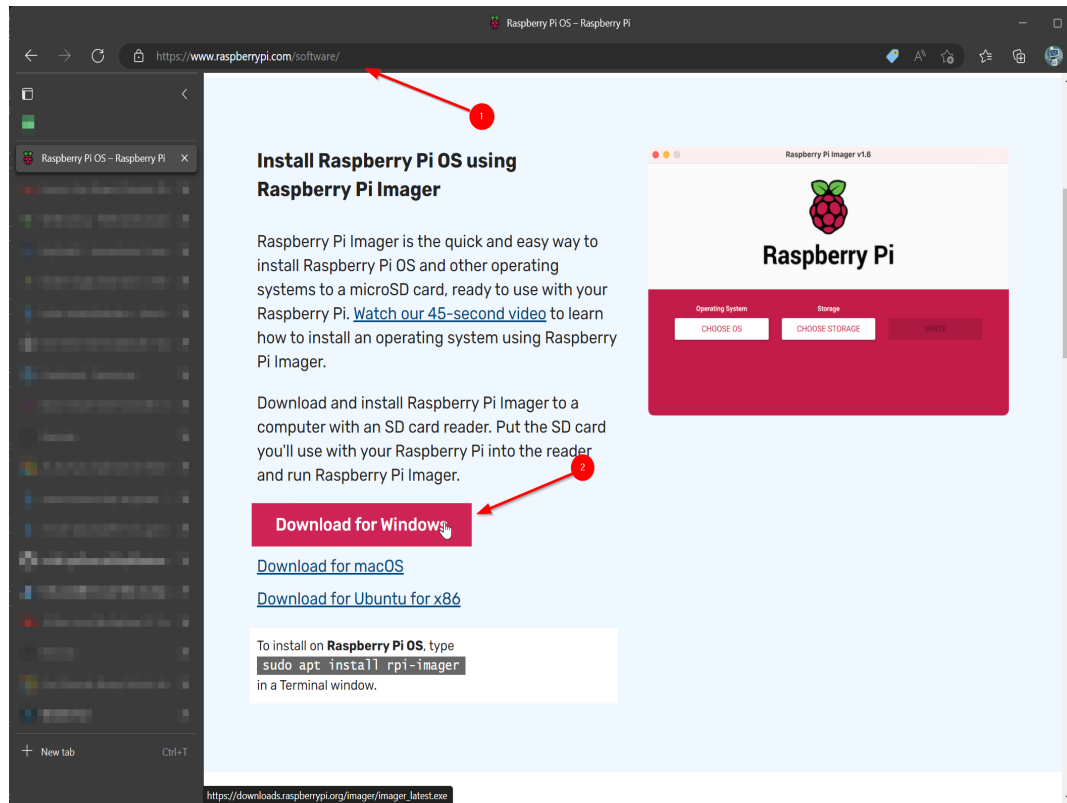 Raspberry Pi OS – Raspberry Pi
https://www.raspberrypi.com/software/
1
Raspberry Pi OS – Raspberry Pi
Install Raspberry Pi OS using
Raspberry Pi Imager
Raspberry Pi Imager is the quick and easy way to
install Raspberry Pi OS and other operating
systems to a microSD card, ready to use with your
Raspberry Pi. Watch our 45-second video to learn
how to install an operating system using Raspberry
Pi Imager.
Download and install Raspberry Pi Imager to a
computer with an SD card reader. Put the SD card
you'll use with your Raspberry Pi into the reader
and run Raspberry Pi Imager.
2
Download for Windows
Download for macOS
Download for Ubuntu for x86
To install on Raspberry Pi OS, type
sudo apt install rpi-imager
in a Terminal window.
Raspberry Pi Imager v1.6
Raspberry Pi
Operating System Storage
CHOOSE OS CHOOSE STORAGE WRITE
New tab Ctrl+T
https://downloads.raspberrypi.org/imager/imager_latest.exe